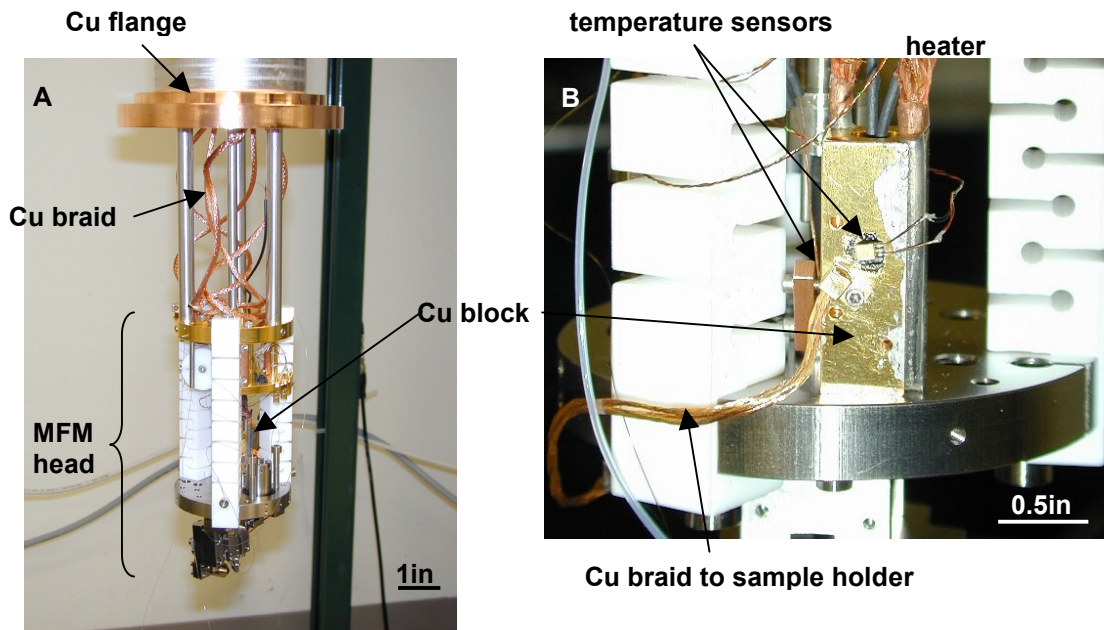 Cu flange
temperature sensors
heater
A
B
Cu braid
Cu block
MFM
head
1in
0.5in
Cu braid to sample holder